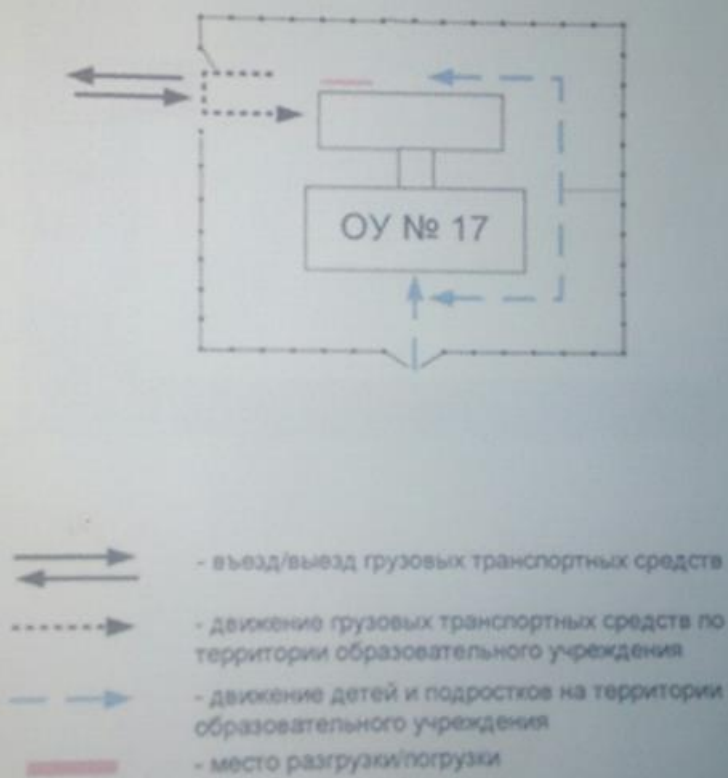 ОУ № 17
- въезд/выезд грузовых транспортных средств
- движение грузовых транспортных средств по
территории образовательного учреждения
- движение детей и подростков на территории
образовательного учреждения
- место разгрузки/погрузки